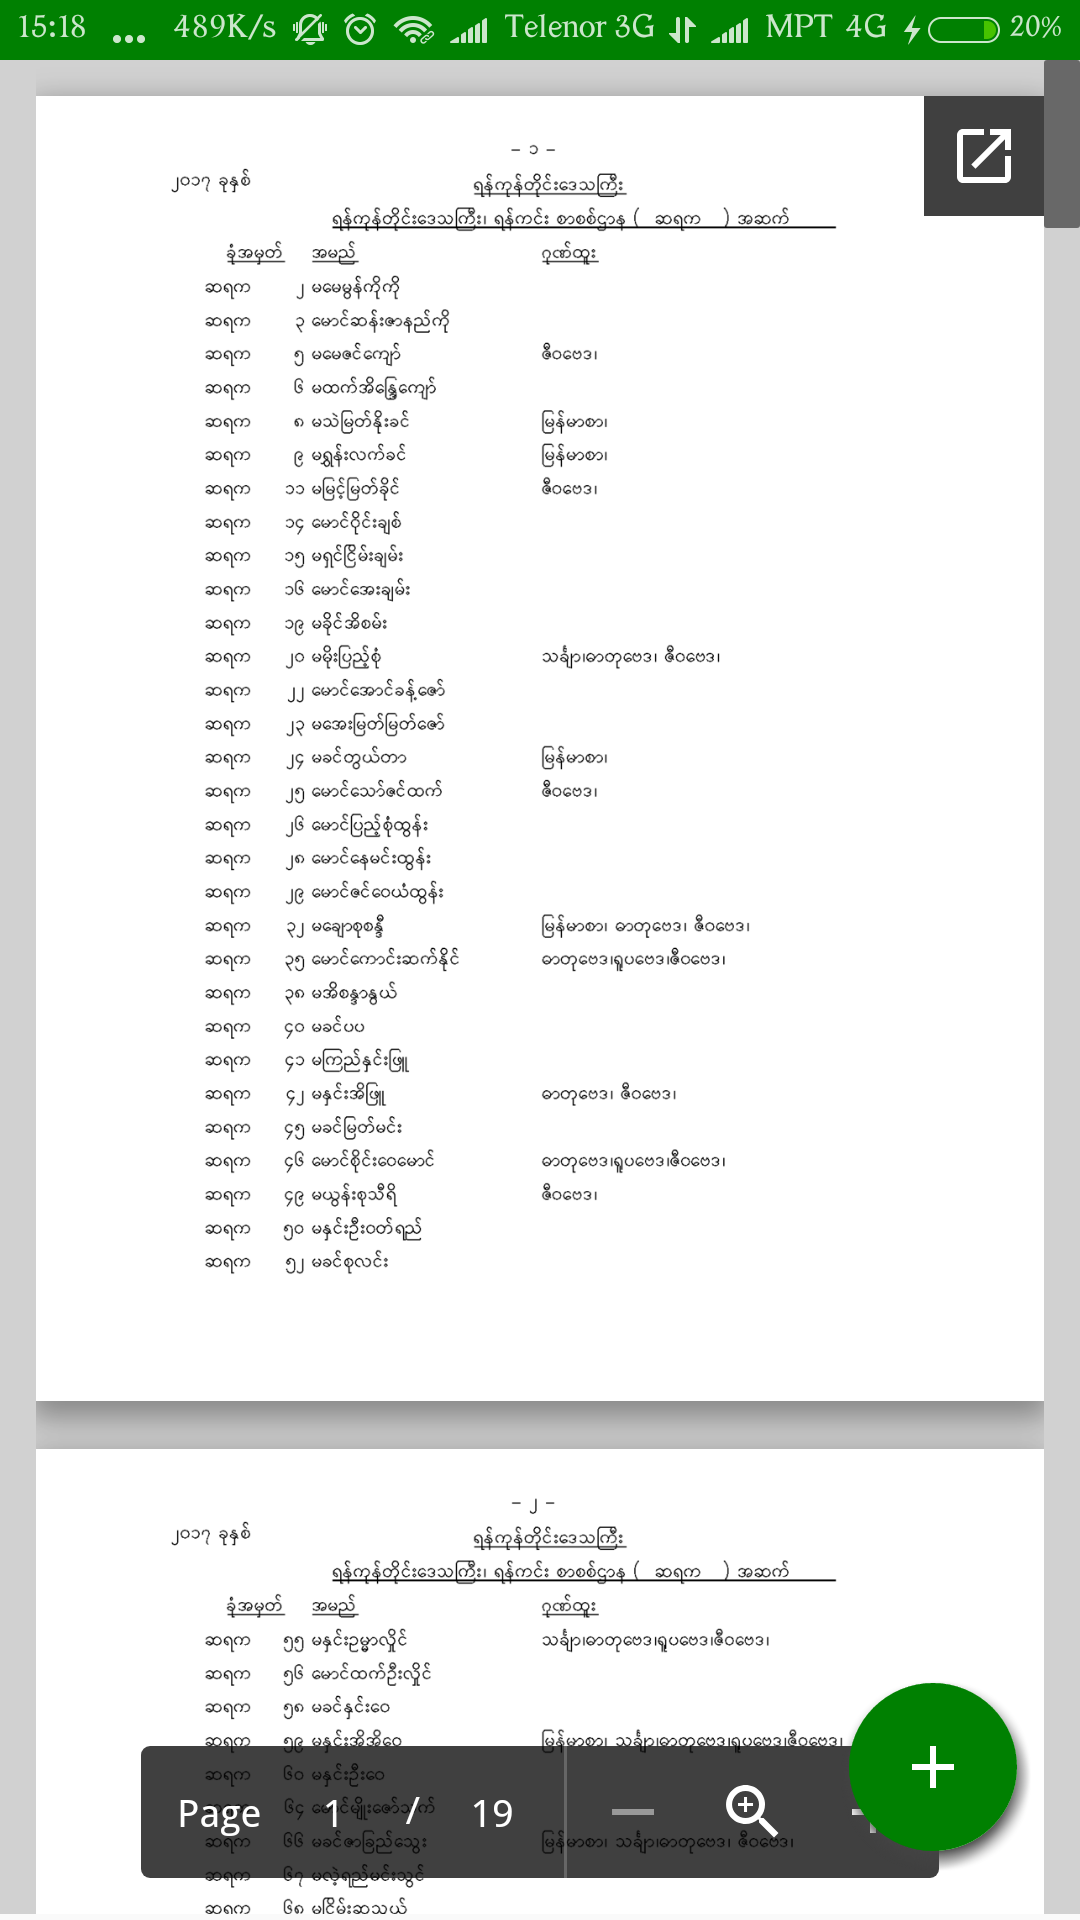 15:18 ... 489K/s Telenor 3G MPT 4G 20%
– ၁ –
၂၀၁၇ ခုနှစ်
ရန်ကုန်တိုင်းဒေသကြီး
ရန်ကုန်တိုင်းဒေသကြီး၊ ရန်ကင်း စာစစ်ဌာန ( ဆရက ) အဆက်
ခုံအမှတ် အမည် ဂုဏ်ထူး
ဆရက ၂ မမေမွန်ကိုကို
ဆရက ၃ မောင်ဆန်းဇာနည်ကို
ဆရက ၅ မမေဇင်ကျော် ဇီဝဗေဒ၊
ဆရက ၆ မထက်အိန္ဒြေကျော်
ဆရက ၈ မသဲမြတ်နိုးခင် မြန်မာစာ၊
ဆရက ၉ မရွှန်းလက်ခင် မြန်မာစာ၊
ဆရက ၁၁ မမြင့်မြတ်ခိုင် ဇီဝဗေဒ၊
ဆရက ၁၄ မောင်ဝိုင်းချစ်
ဆရက ၁၅ မရှင်ငြိမ်းချမ်း
ဆရက ၁၆ မောင်အေးချမ်း
ဆရက ၁၉ မခိုင်အိစမ်း
ဆရက ၂၀ မမိုးပြည့်စုံ သင်္ချာ၊ဓာတုဗေဒ၊ ဇီဝဗေဒ၊
ဆရက ၂၂ မောင်အောင်ခန့်ဇော်
ဆရက ၂၃ မအေးမြတ်မြတ်ဇော်
ဆရက ၂၄ မခင်တွယ်တာ မြန်မာစာ၊
ဆရက ၂၅ မောင်သော်ဇင်ထက် ဇီဝဗေဒ၊
ဆရက ၂၆ မောင်ပြည့်စုံထွန်း
ဆရက ၂၈ မောင်နေမင်းထွန်း
ဆရက ၂၉ မောင်ဇင်ဝေယံထွန်း
ဆရက ၃၂ မချောစုစန္ဒီ မြန်မာစာ၊ ဓာတုဗေဒ၊ ဇီဝဗေဒ၊
ဆရက ၃၅ မောင်ကောင်းဆက်နိုင် ဓာတုဗေဒ၊ရူပဗေဒ၊ဇီဝဗေဒ၊
ဆရက ၃၈ မအိစန္ဒာနွယ်
ဆရက ၄၀ မခင်ပပ
ဆရက ၄၁ မကြည်နှင်းဖြူ
ဆရက ၄၂ မနှင်းအိဖြူ ဓာတုဗေဒ၊ ဇီဝဗေဒ၊
ဆရက ၄၅ မခင်မြတ်မင်း
ဆရက ၄၆ မောင်စိုင်းဝေမောင် ဓာတုဗေဒ၊ရူပဗေဒ၊ဇီဝဗေဒ၊
ဆရက ၄၉ မယွန်းစုသီရိ ဇီဝဗေဒ၊
ဆရက ၅၀ မနှင်းဦးဝတ်ရည်
ဆရက ၅၂ မခင်စုလင်း
– ၂ –
၂၀၁၇ ခုနှစ်
ရန်ကုန်တိုင်းဒေသကြီး
ရန်ကုန်တိုင်းဒေသကြီး၊ ရန်ကင်း စာစစ်ဌာန ( ဆရက ) အဆက်
ခုံအမှတ် အမည် ဂုဏ်ထူး
ဆရက ၅၅ မနှင်းဥမ္မာလှိုင် သင်္ချာ၊ဓာတုဗေဒ၊ရူပဗေဒ၊ဇီဝဗေဒ၊
ဆရက ၅၆ မောင်ထက်ဦးလှိုင်
ဆရက ၅၈ မခင်နှင်းဝေ
ဆရက ၅၉ မနှင်းအိအိဝေ မြန်မာစာ၊ သင်္ချာ၊ဓာတုဗေဒ၊ရူပဗေဒ၊ဇီဝဗေဒ၊
ဆရက ၆၀ မနှင်းဦးဝေ
ဆရက ၆၄ မောင်မျိုးဇော်သက်
Page 1 / 19
ဆရက ၆၆ မခင်ဇာခြည်သွေး မြန်မာစာ၊ သင်္ချာ၊ဓာတုဗေဒ၊ ဇီဝဗေဒ၊
ဆရက ၆၇ မလဲ့ရည်မင်းသွင်
ဆရက ၆၈